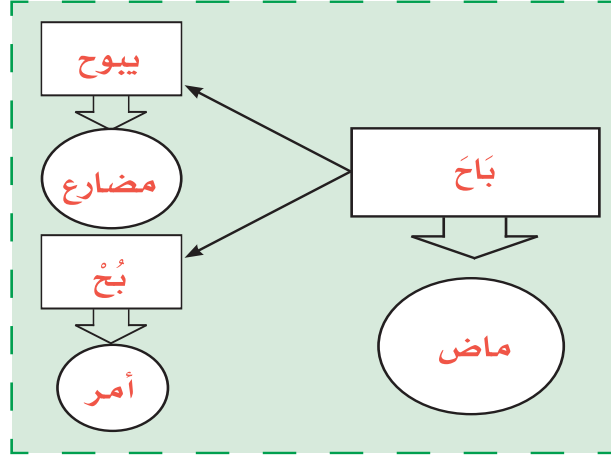 بَاحَ
ماض
يبوح
مضارع
بُحْ
أمر